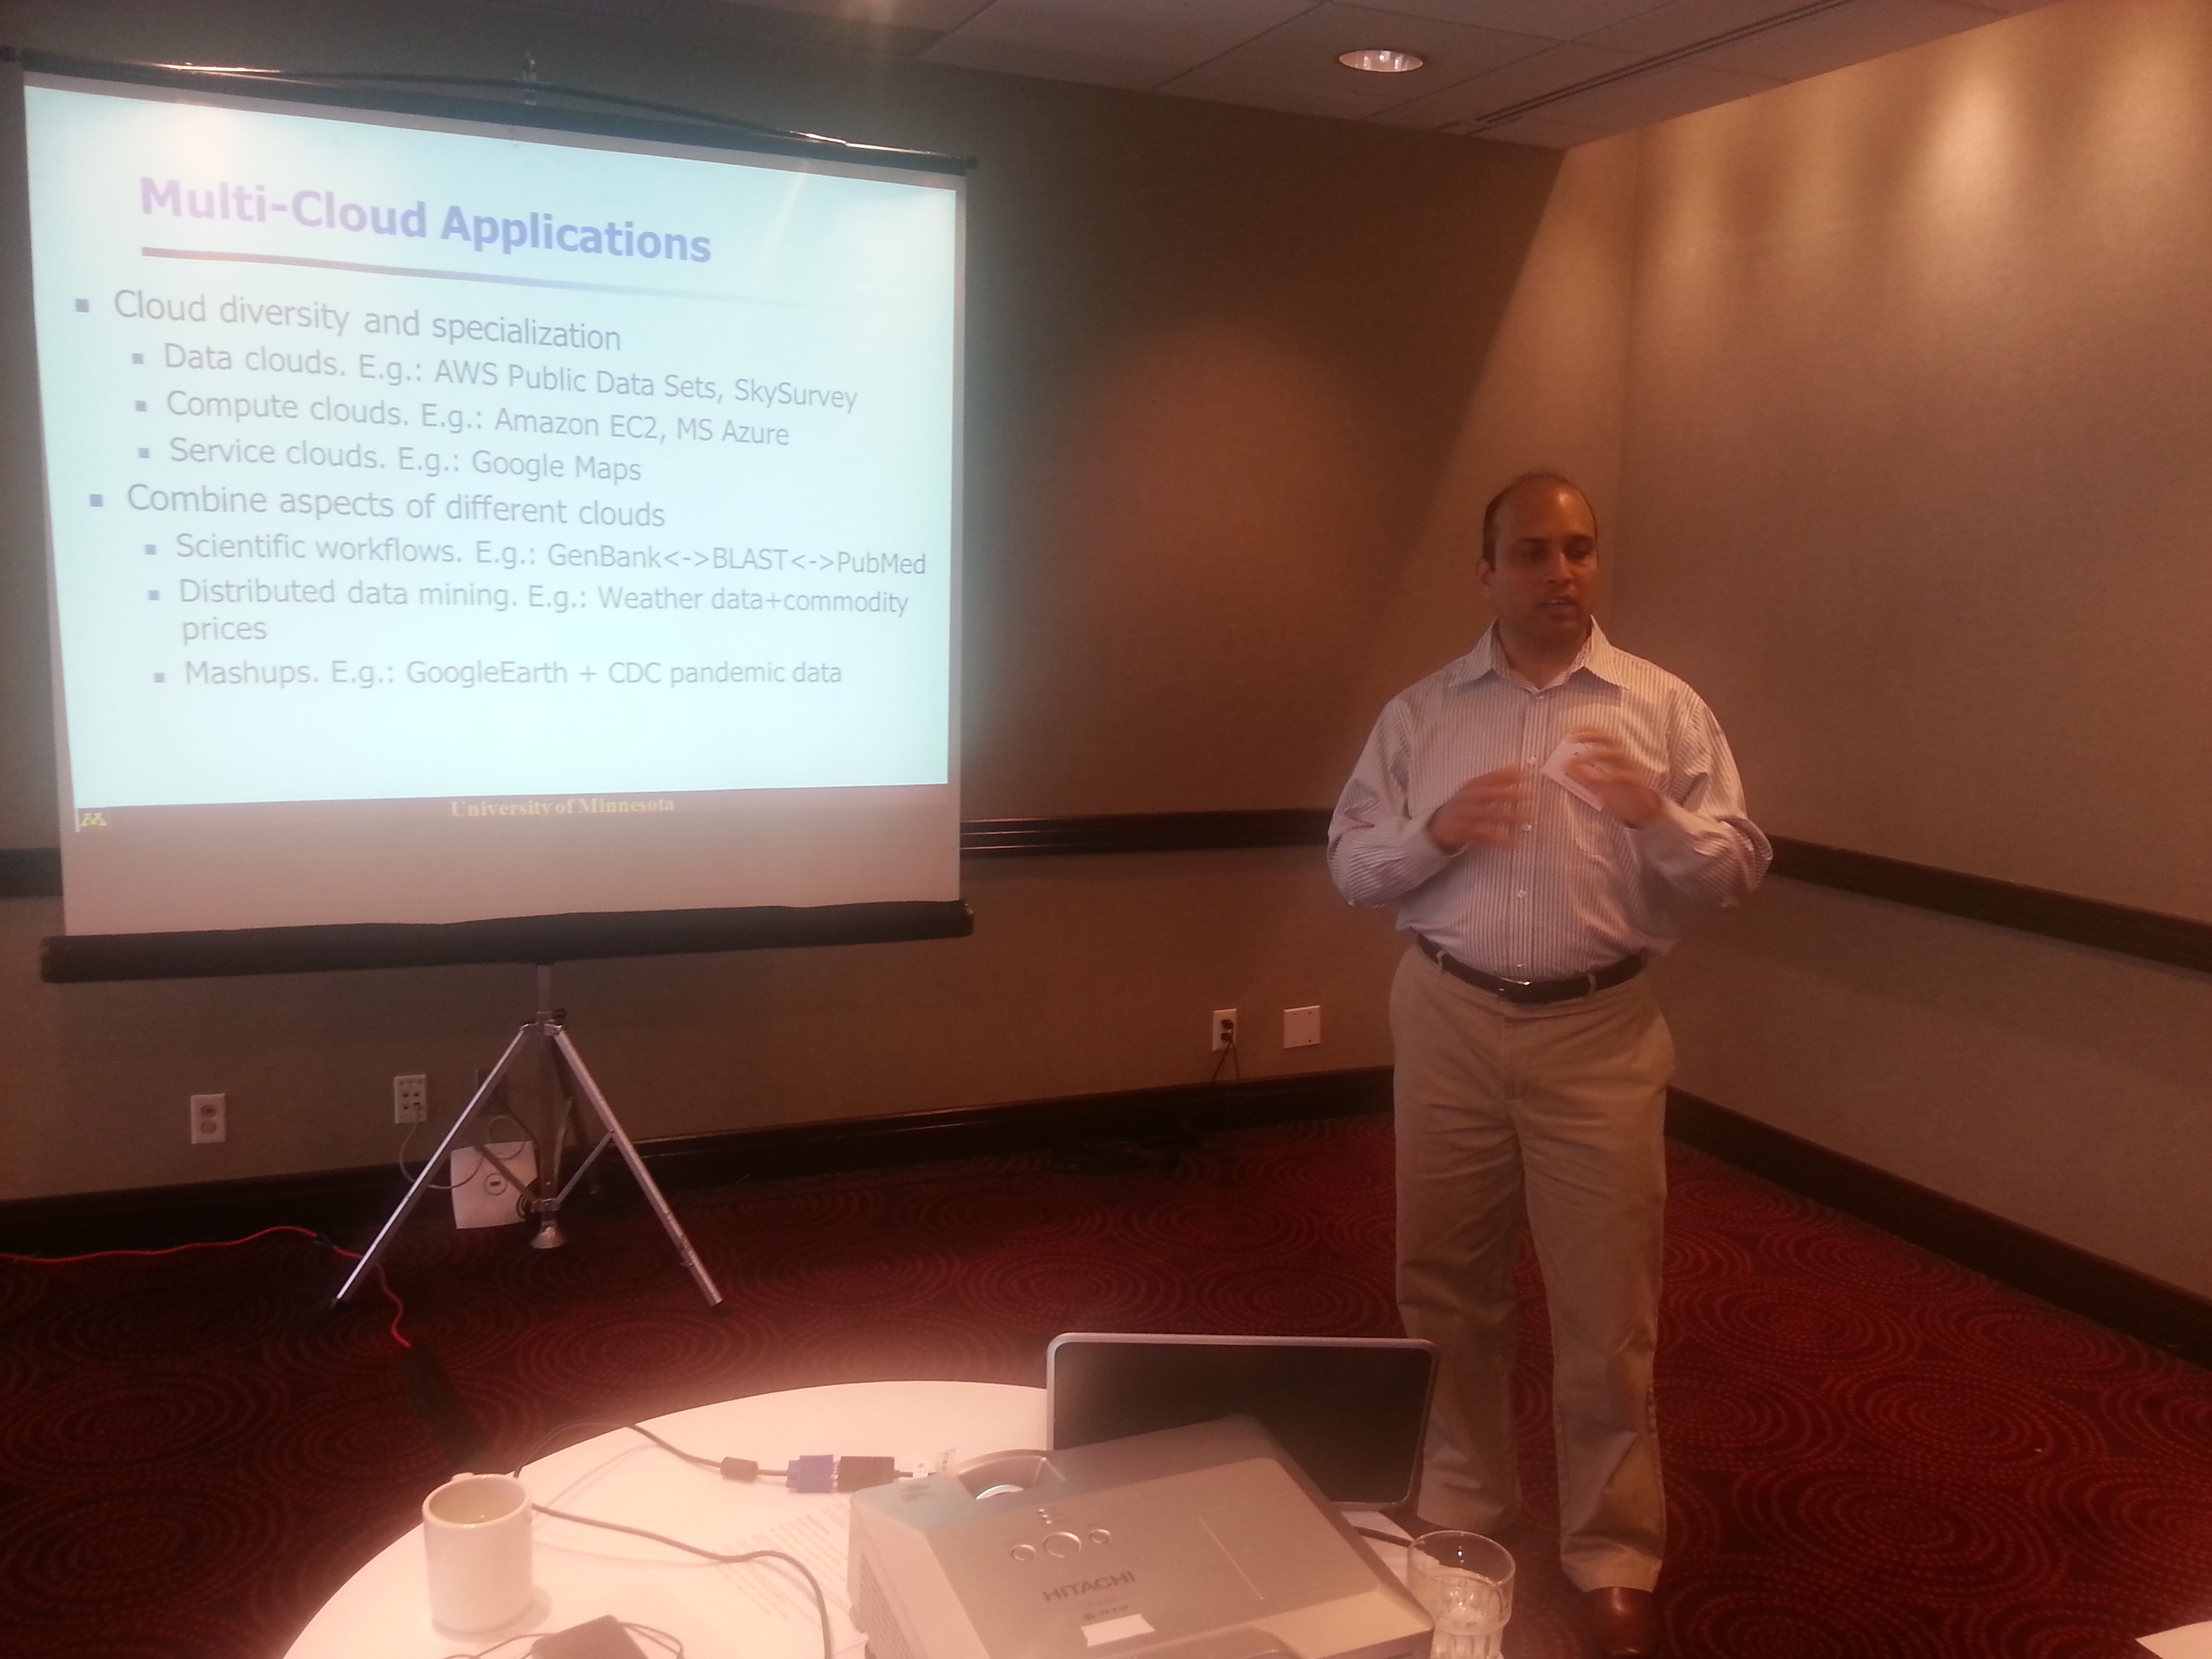 Multi-Cloud Applications
Cloud diversity and specialization
Data clouds. E.g.: AWS Public Data Sets, SkySurvey
Compute clouds. E.g.: Amazon EC2, MS Azure
Service clouds. E.g.: Google Maps
Combine aspects of different clouds
Scientific workflows. E.g.: GenBank<->BLAST<->PubMed
Distributed data mining. E.g.: Weather data+commodity
prices
Mashups. E.g.: GoogleEarth + CDC pandemic data
M
University of Minnesota
HITACHI